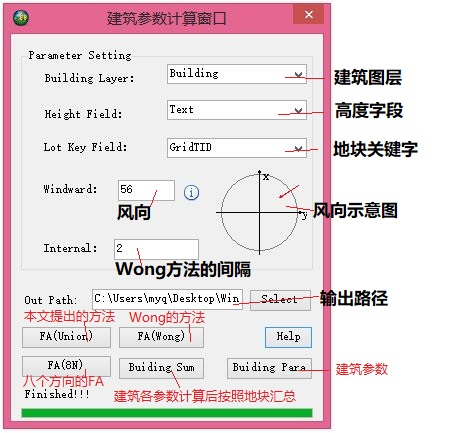 建筑参数计算窗口
Parameter Setting
Building Layer: Building 建筑图层
Height Field: Text 高度字段
Lot Key Field: GridTID 地块关键字
x
Windward: 56
y
风向
风向示意图
Internal: 2
Wong方法的间隔
Out Path: C:\Users\myq\Desktop\Win Select 输出路径
本文提出的方法 Wong的方法
FA(Union) FA(Wong) Help
FA(8N) Buiding Sum Buiding Para 建筑参数
八个方向的FA
建筑各参数计算后按照地块汇总
Finished!!!